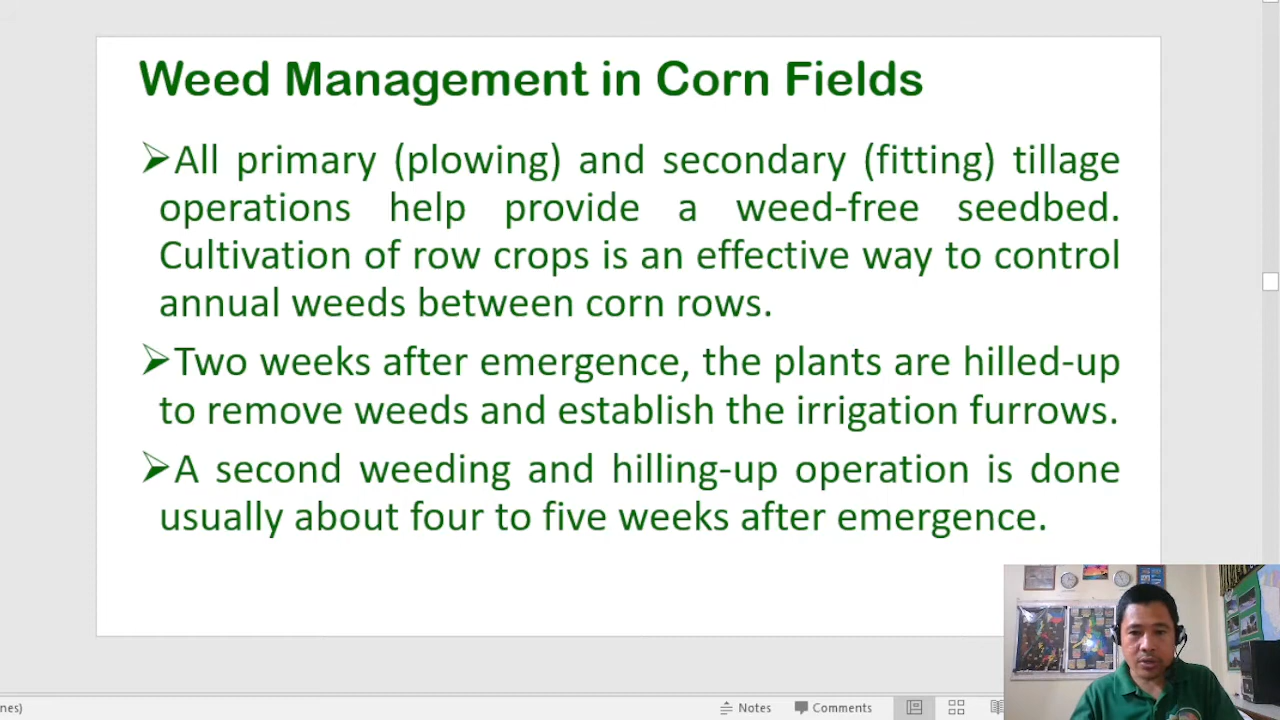 Weed Management in Corn Fields
➢All primary (plowing) and secondary (fitting) tillage
operations help provide a weed-free seedbed.
Cultivation of row crops is an effective way to control
annual weeds between corn rows.
➢Two weeks after emergence, the plants are hilled-up
to remove weeds and establish the irrigation furrows.
➢A second weeding and hilling-up operation is done
usually about four to five weeks after emergence.
nes)
Notes
Comments